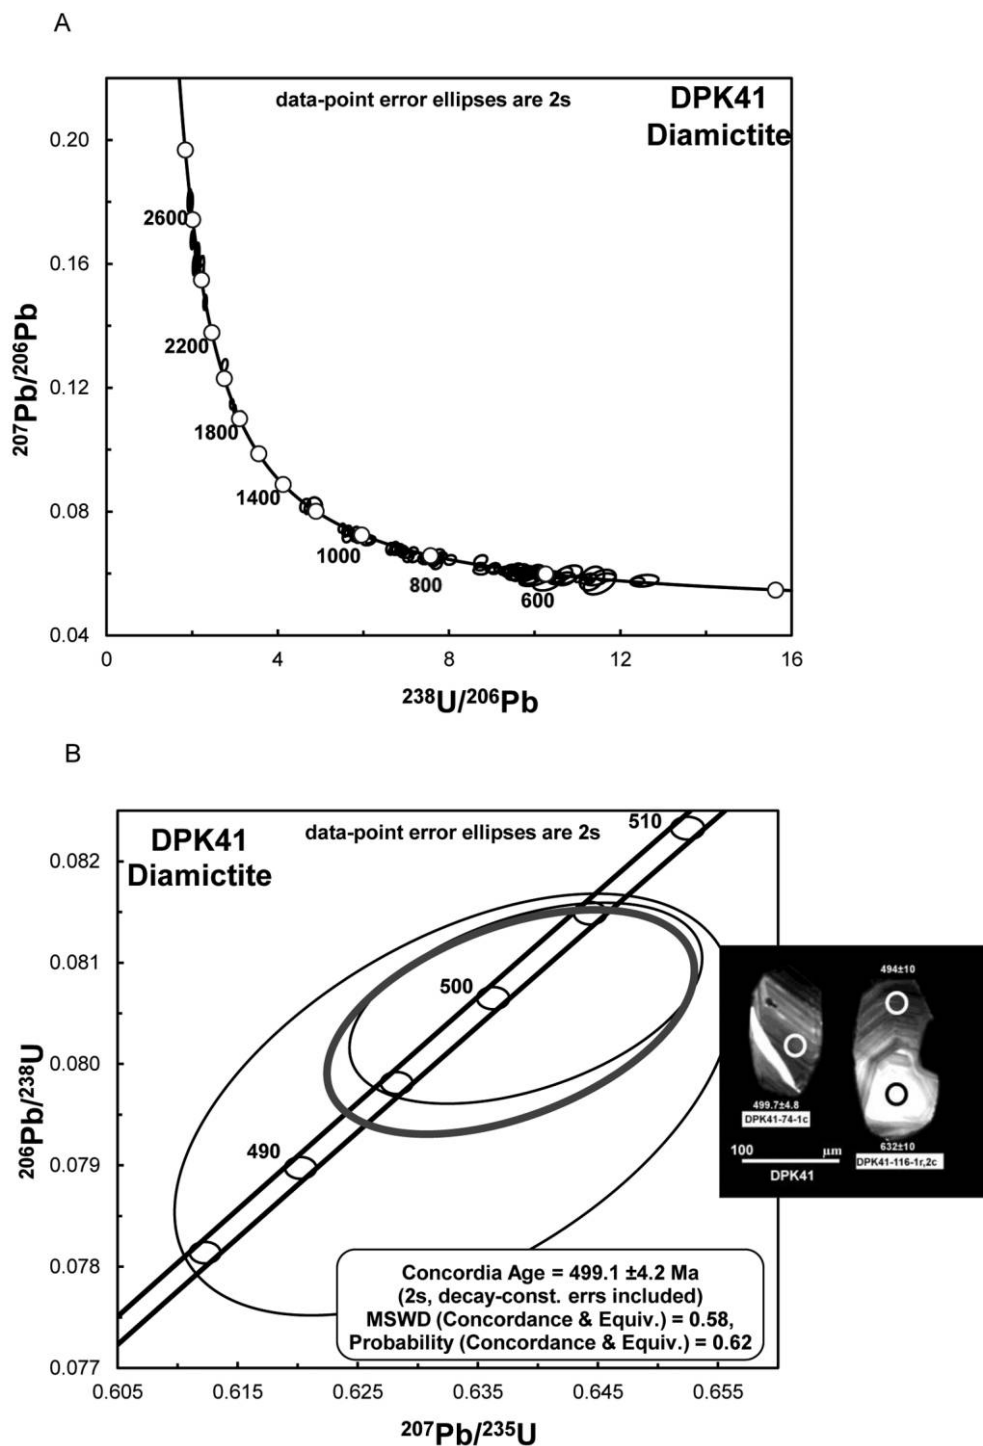 A
data-point error ellipses are 2s
DPK41
Diamictite
0.20
0.16
0.12
0.08
0.04
2600
2200
1800
1400
1000
800
600
0
4
8
12
16
207Pb/206Pb
238U/206Pb
B
DPK41
Diamictite
data-point error ellipses are 2s
510
500
490
0.082
0.081
0.080
0.079
0.078
0.077
0.605
0.615
0.625
0.635
0.645
0.655
206Pb/238U
207Pb/235U
Concordia Age = 499.1 ±4.2 Ma
(2s, decay-const. errs included)
MSWD (Concordance & Equiv.) = 0.58,
Probability (Concordance & Equiv.) = 0.62
494±10
499.7±4.8
DPK41-74-1c
632±10
DPK41-116-1r,2c
100 µm
DPK41